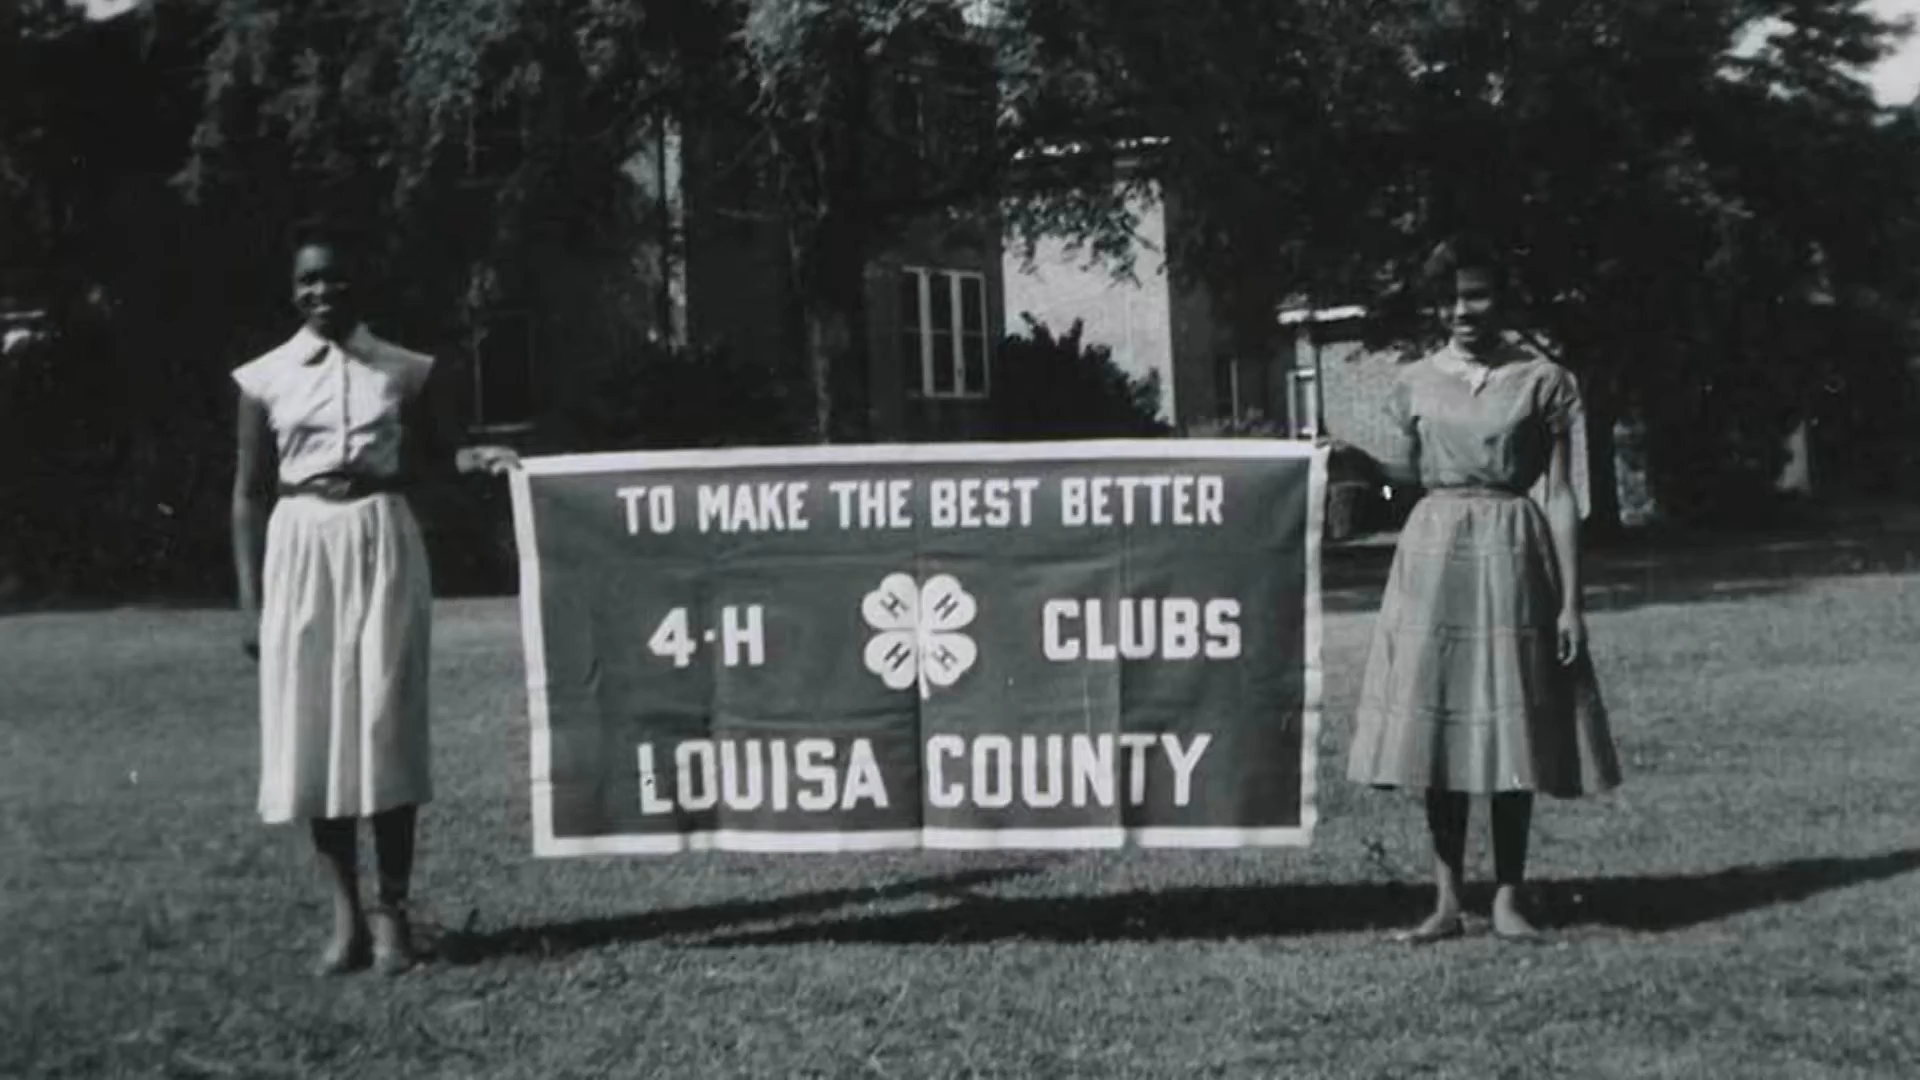 TO MAKE THE BEST BETTER
4-H CLUBS
H H
H H
LOUISA COUNTY